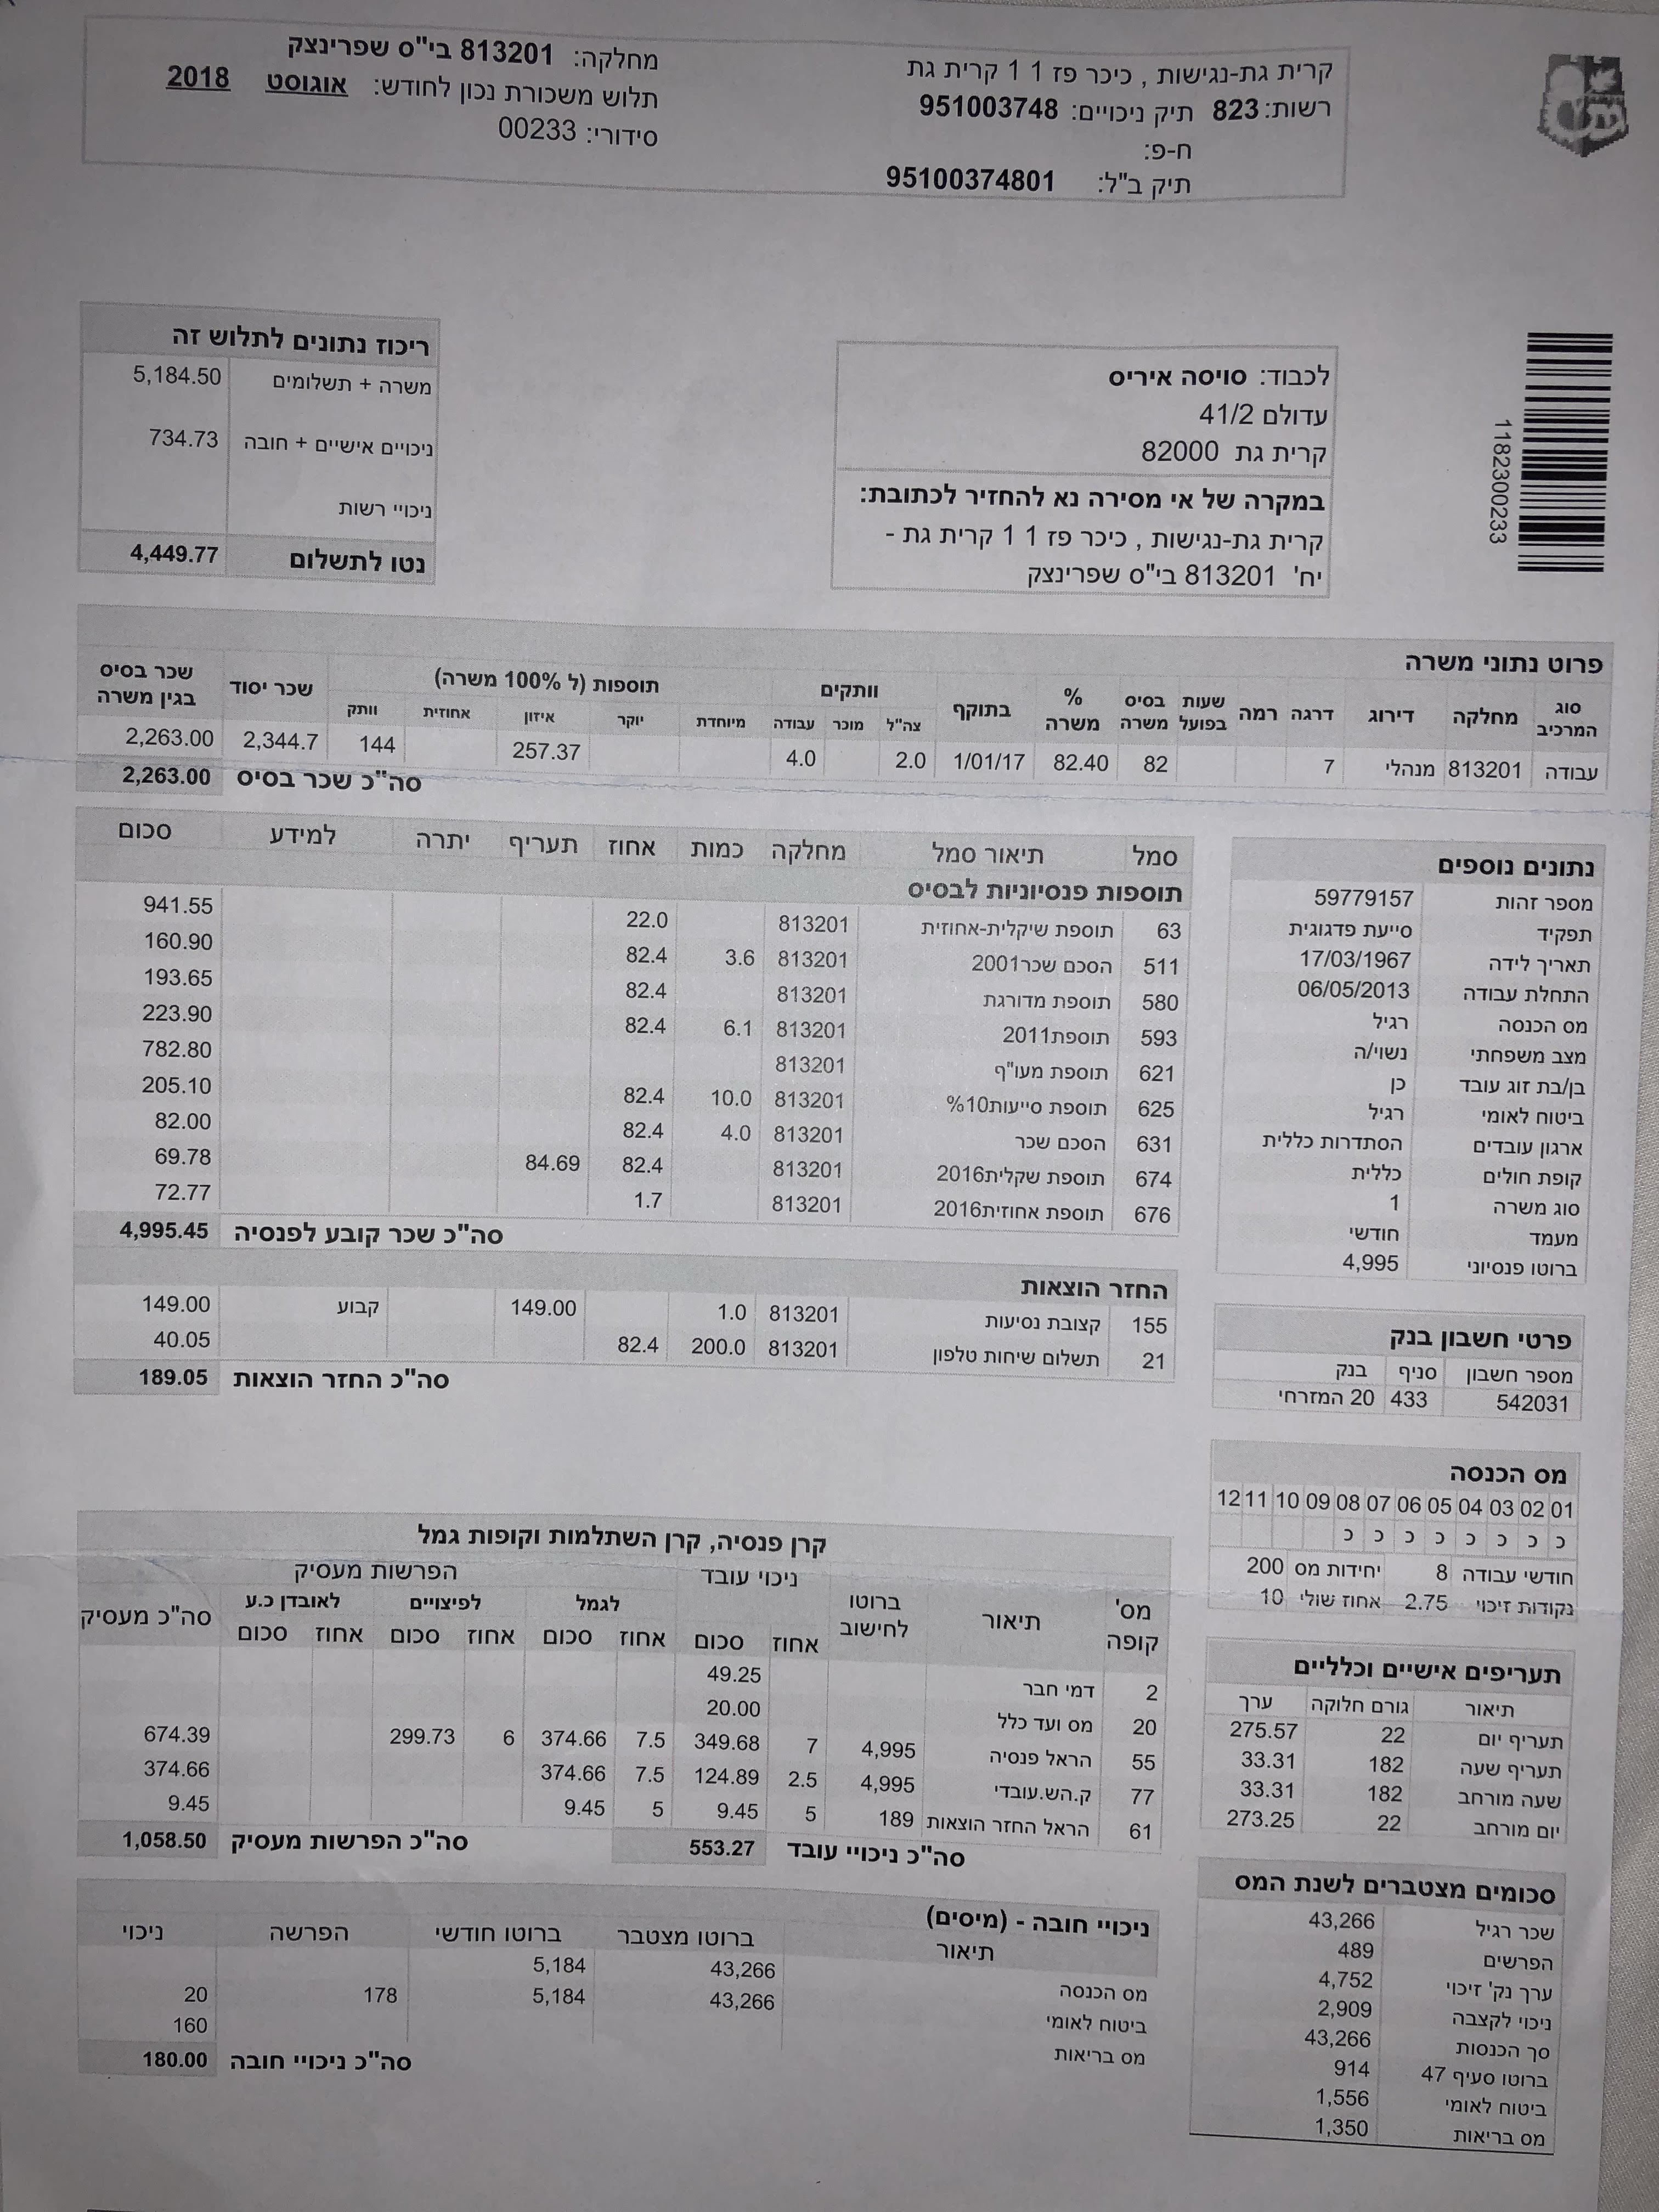 קרית גת-נגישות , כיכר פז 1 1 קרית גת
רשות: 823 תיק ניכויים: 951003748
ח-פ:
תיק ב"ל: 95100374801
מחלקה: 813201 בי"ס שפרינצק
תלוש משכורת נכון לחודש: אוגוסט 2018
סידורי: 00233
1182300233
לכבוד: סויסה איריס
עדולם 41/2
קרית גת 82000
במקרה של אי מסירה נא להחזיר לכתובת:
קרית גת-נגישות , כיכר פז 1 1 קרית גת -
יח' 813201 בי"ס שפרינצק
ריכוז נתונים לתלוש זה
משרה + תשלומים 5,184.50
ניכויים אישיים + חובה 734.73
ניכויי רשות
נטו לתשלום 4,449.77
פרוט נתוני משרה
סוג המרכיב מחלקה דירוג דרגה רמה שעות בפועל בסיס משרה % משרה בתוקף וותקים תוספות (ל 100% משרה) שכר יסוד שכר בסיס בגין משרה
צה"ל מוכר עבודה מיוחדת יוקר איזון אחוזית וותק
עבודה 813201 מנהלי 7 82 82.40 1/01/17 2.0 4.0 257.37 144 2,344.7 2,263.00
סה"כ שכר בסיס 2,263.00
סמל תיאור סמל מחלקה כמות אחוז תעריף יתרה למידע סכום
תוספות פנסיוניות לבסיס
63 תוספת שיקלית-אחוזית 813201 22.0 941.55
511 הסכם שכר2001 813201 3.6 82.4 160.90
580 תוספת מדורגת 813201 82.4 193.65
593 תוספת2011 813201 6.1 82.4 223.90
621 תוספת מעו"ף 813201 782.80
625 תוספת סייעות10% 813201 10.0 82.4 205.10
631 הסכם שכר 813201 4.0 82.4 82.00
674 תוספת שקלית2016 813201 82.4 84.69 69.78
676 תוספת אחוזית2016 813201 1.7 72.77
סה"כ שכר קובע לפנסיה 4,995.45
החזר הוצאות
155 קצובת נסיעות 813201 1.0 149.00 קבוע 149.00
21 תשלום שיחות טלפון 813201 200.0 82.4 40.05
סה"כ החזר הוצאות 189.05
נתונים נוספים
מספר זהות 59779157
תפקיד סייעת פדגוגית
תאריך לידה 17/03/1967
התחלת עבודה 06/05/2013
מס הכנסה רגיל
מצב משפחתי נשוי/ה
בן/בת זוג עובד כן
ביטוח לאומי רגיל
ארגון עובדים הסתדרות כללית
קופת חולים כללית
סוג משרה 1
מעמד חודשי
ברוטו פנסיוני 4,995
פרטי חשבון בנק
מספר חשבון סניף בנק
542031 433 20 המזרחי
מס הכנסה
01 02 03 04 05 06 07 08 09 10 11 12
כ כ כ כ כ כ כ כ
חודשי עבודה 8 יחידות מס 200
נקודות זיכוי 2.75 אחוז שולי 10
תעריפים אישיים וכלליים
תיאור גורם חלוקה ערך
תעריף יום 22 275.57
תעריף שעה 182 33.31
שעה מורחב 182 33.31
יום מורחב 22 273.25
סכומים מצטברים לשנת המס
שכר רגיל 43,266
הפרשים 489
ערך נק' זיכוי 4,752
ניכוי לקצבה 2,909
סך הכנסות 43,266
ברוטו סעיף 47 914
ביטוח לאומי 1,556
מס בריאות 1,350
קרן פנסיה, קרן השתלמות וקופות גמל
מס' קופה תיאור ברוטו לחישוב ניכוי עובד הפרשות מעסיק סה"כ מעסיק
לגמל לפיצויים לאובדן כ.ע
אחוז סכום אחוז סכום אחוז סכום אחוז סכום
2 דמי חבר 49.25
20 מס ועד כלל 20.00
55 הראל פנסיה 4,995 7 349.68 7.5 374.66 6 299.73 674.39
77 ק.הש.עובדי 4,995 2.5 124.89 7.5 374.66 374.66
61 הראל החזר הוצאות 189 5 9.45 5 9.45 9.45
סה"כ ניכויי עובד 553.27 סה"כ הפרשות מעסיק 1,058.50
ניכויי חובה - (מיסים)
תיאור ברוטו מצטבר ברוטו חודשי הפרשה ניכוי
מס הכנסה 43,266 5,184
ביטוח לאומי 43,266 5,184 178 20
מס בריאות 160
סה"כ ניכויי חובה 180.00